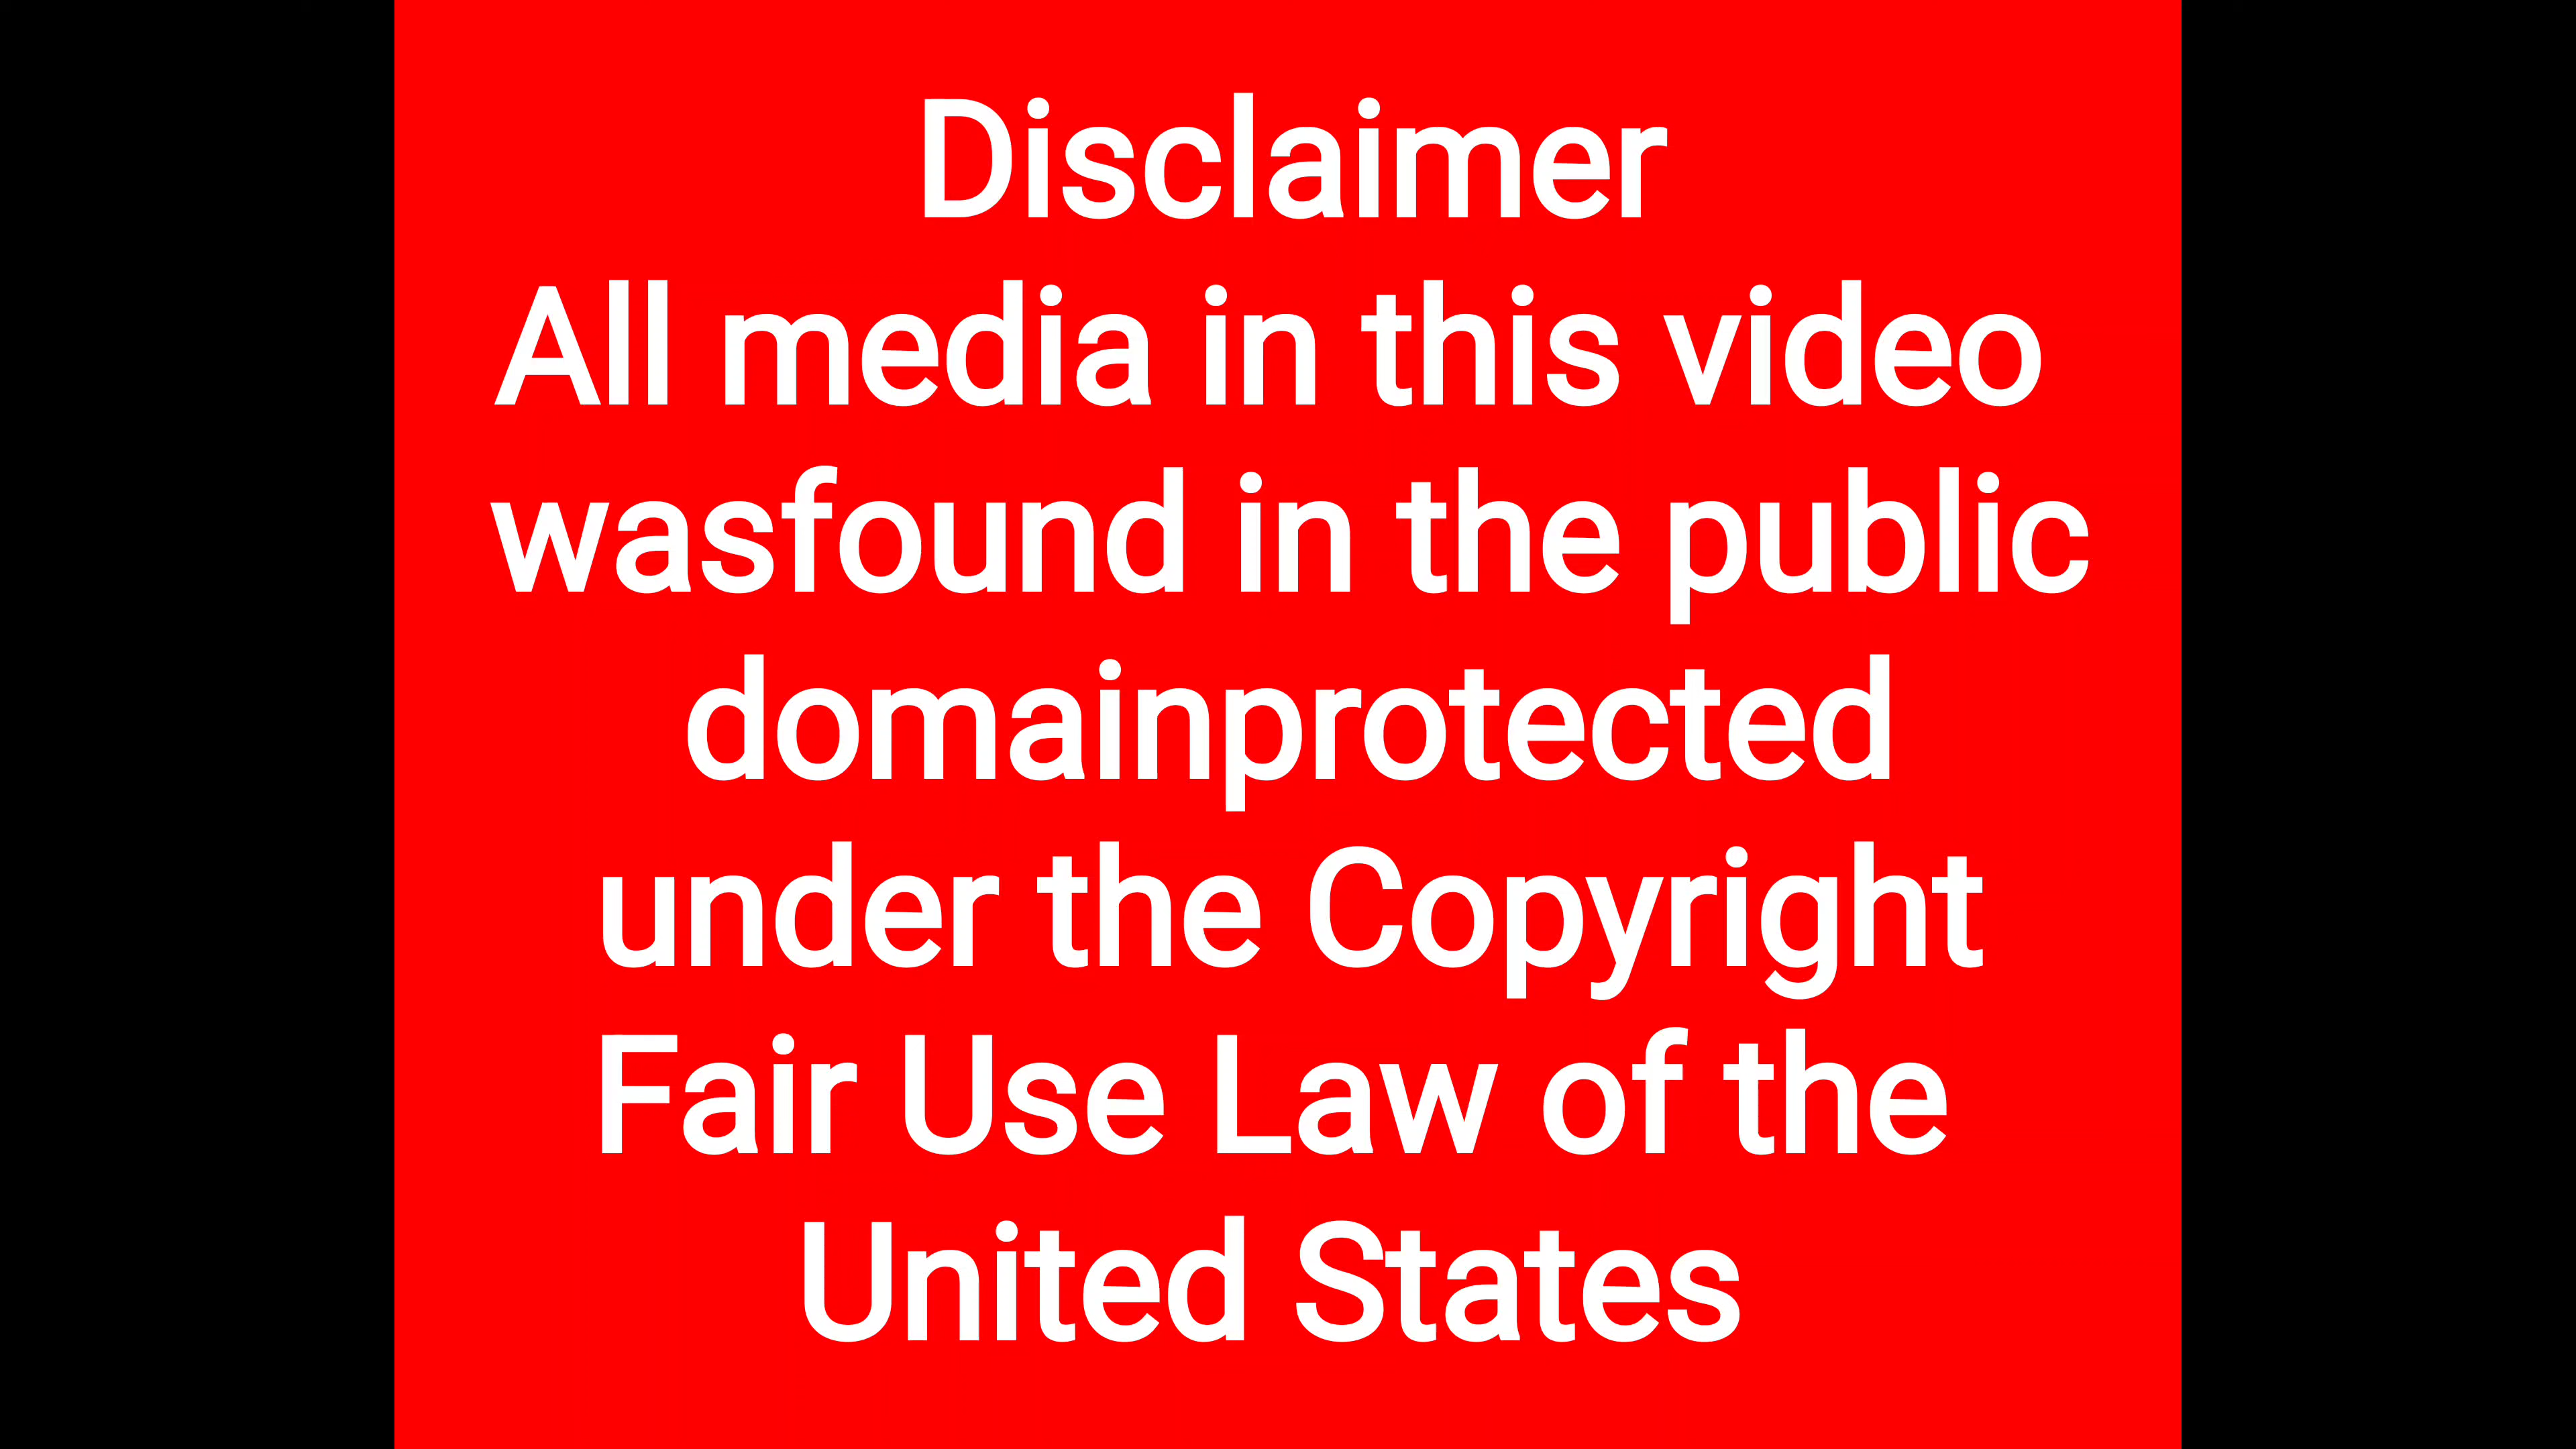 Disclaimer
All media in this video
wasfound in the public
domainprotected
under the Copyright
Fair Use Law of the
United States